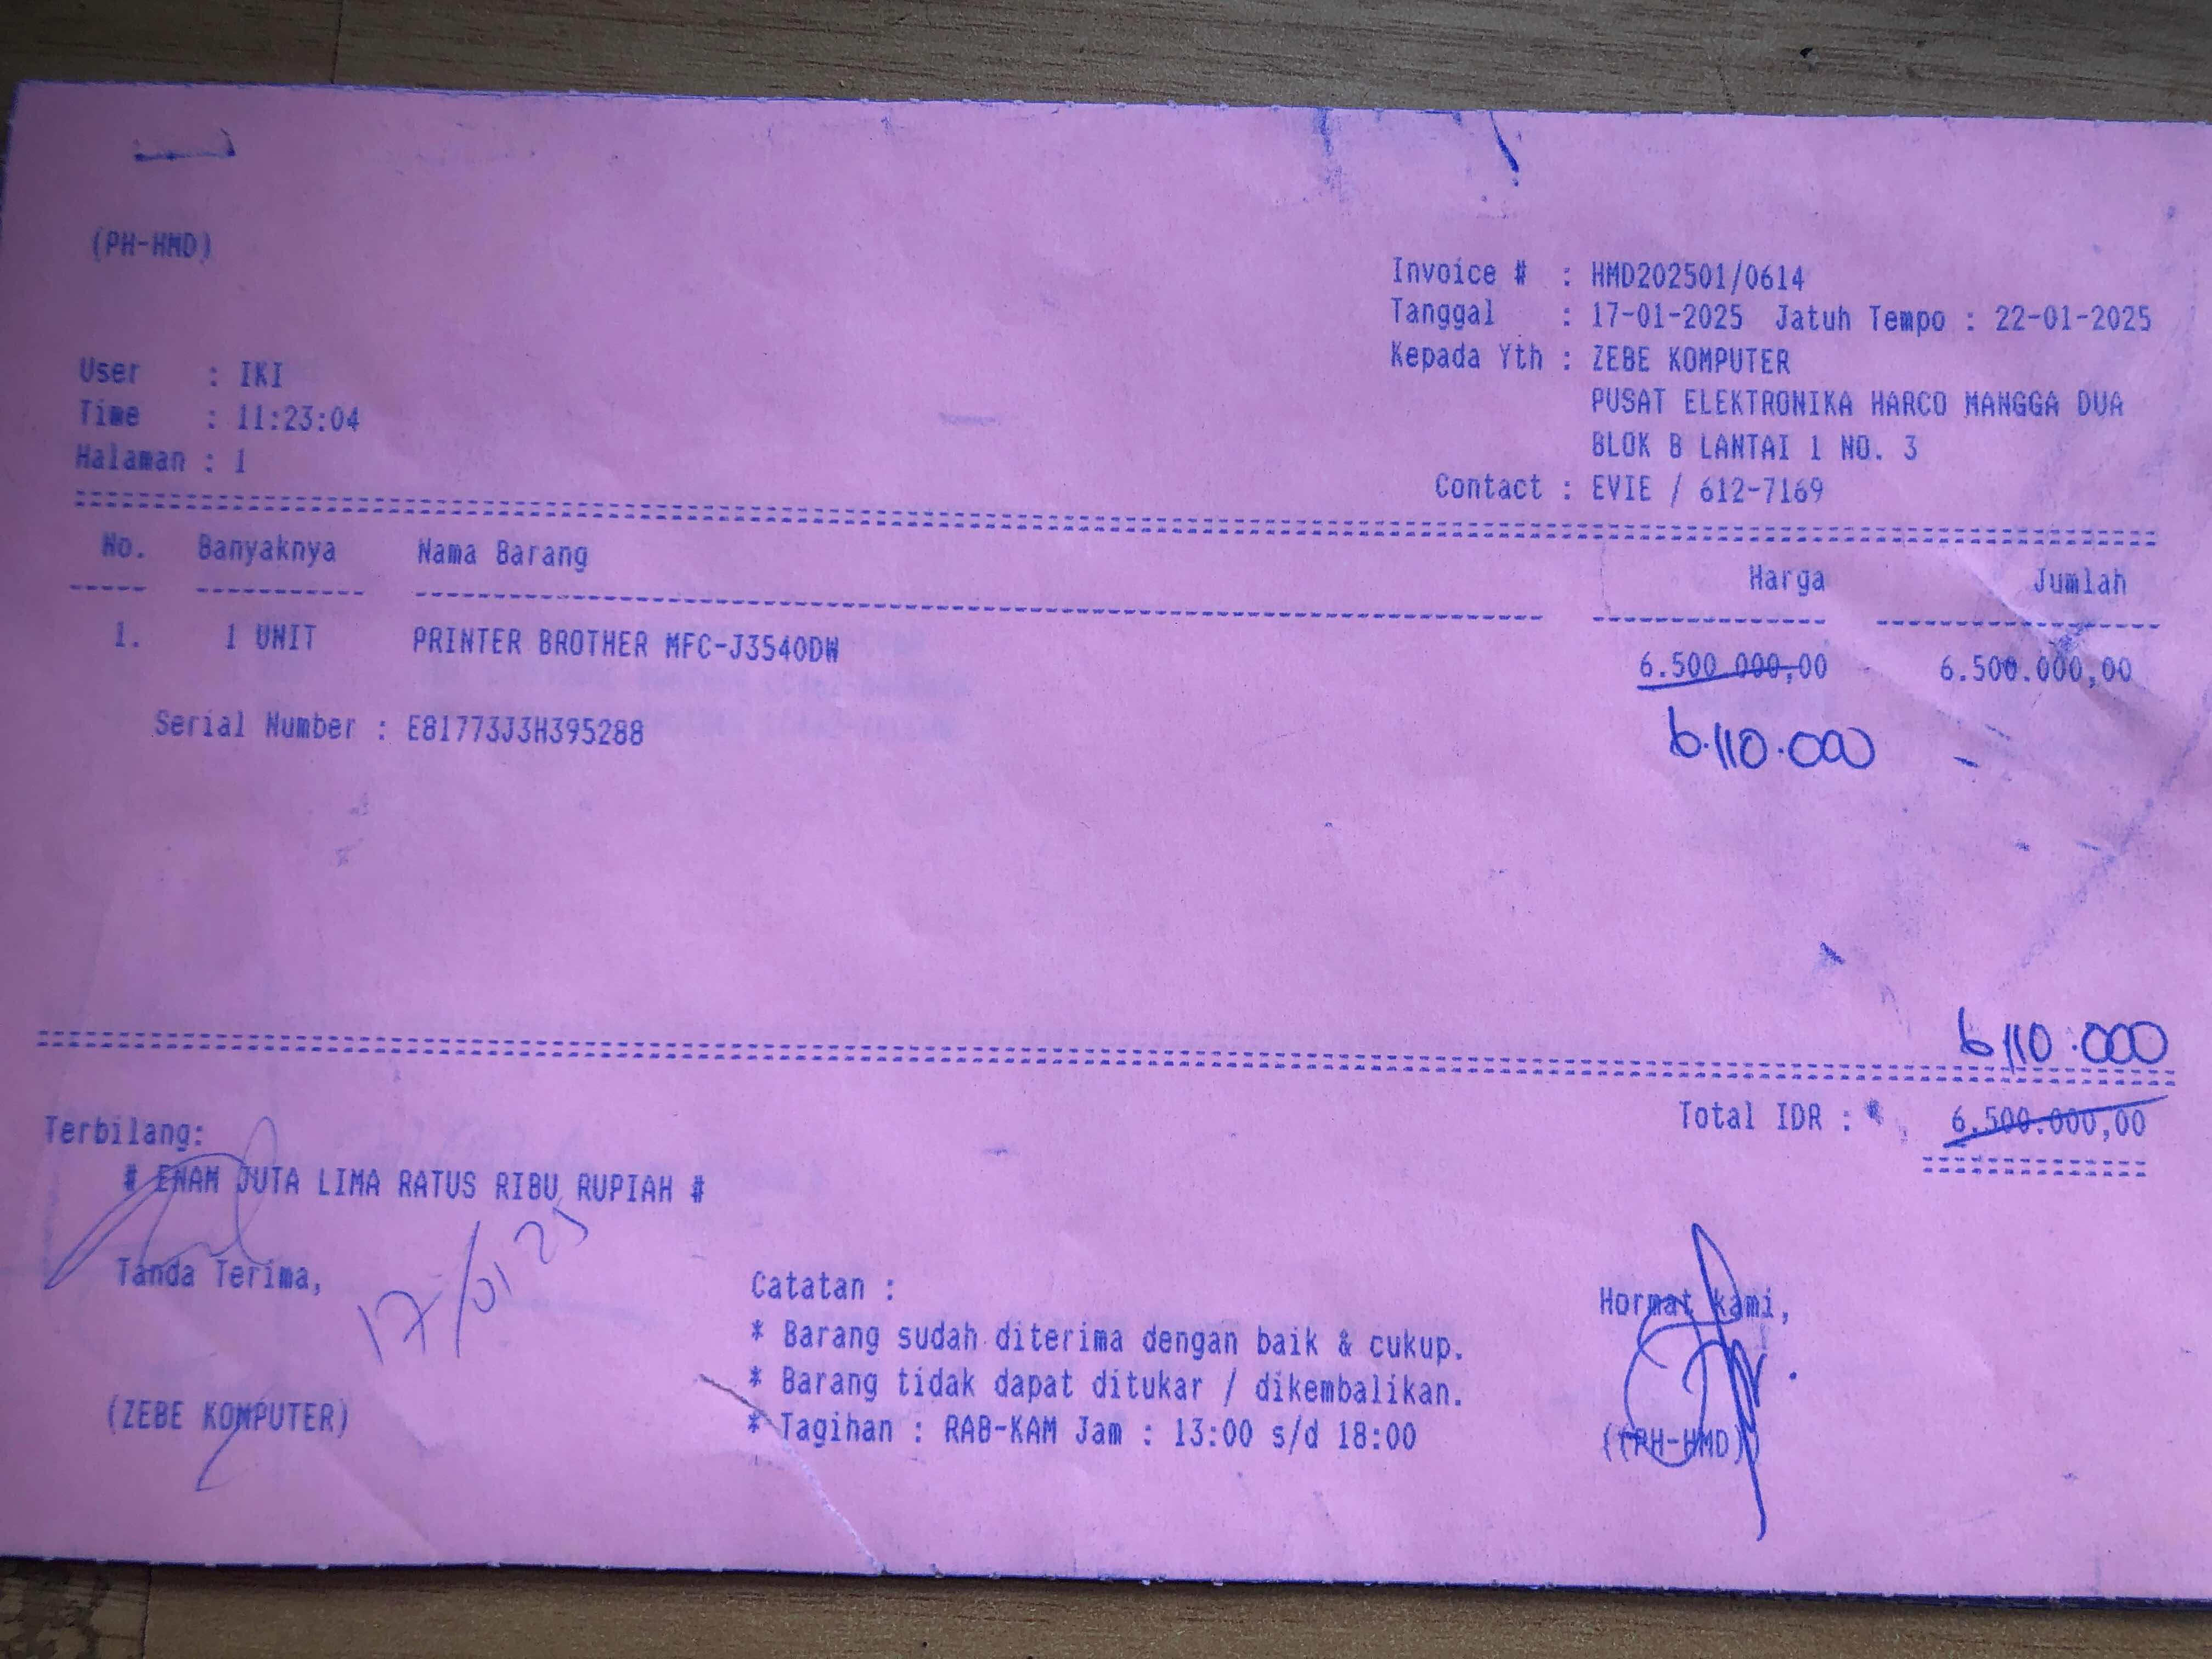 (PH-HMD)
Invoice # : HMD202501/0614
Tanggal : 17-01-2025 Jatuh Tempo : 22-01-2025
Kepada Yth : ZEBE KOMPUTER
PUSAT ELEKTRONIKA HARCO MANGGA DUA
BLOK B LANTAI 1 NO. 3
Contact : EVIE / 612-7169
User : IKI
Time : 11:23:04
Halaman : 1
No. Banyaknya Nama Barang Harga Jumlah
1. 1 UNIT PRINTER BROTHER MFC-J3540DW 6.500.000,00 6.500.000,00
6.110.000
Serial Number : E81773J3H395288
6.110.000
Total IDR : * 6.500.000,00
Terbilang:
# ENAM JUTA LIMA RATUS RIBU RUPIAH #
Tanda Terima,
17/01 25
(ZEBE KOMPUTER)
Catatan :
* Barang sudah diterima dengan baik & cukup.
* Barang tidak dapat ditukar / dikembalikan.
* Tagihan : RAB-KAM Jam : 13:00 s/d 18:00
Hormat kami,
((PH-HMD))